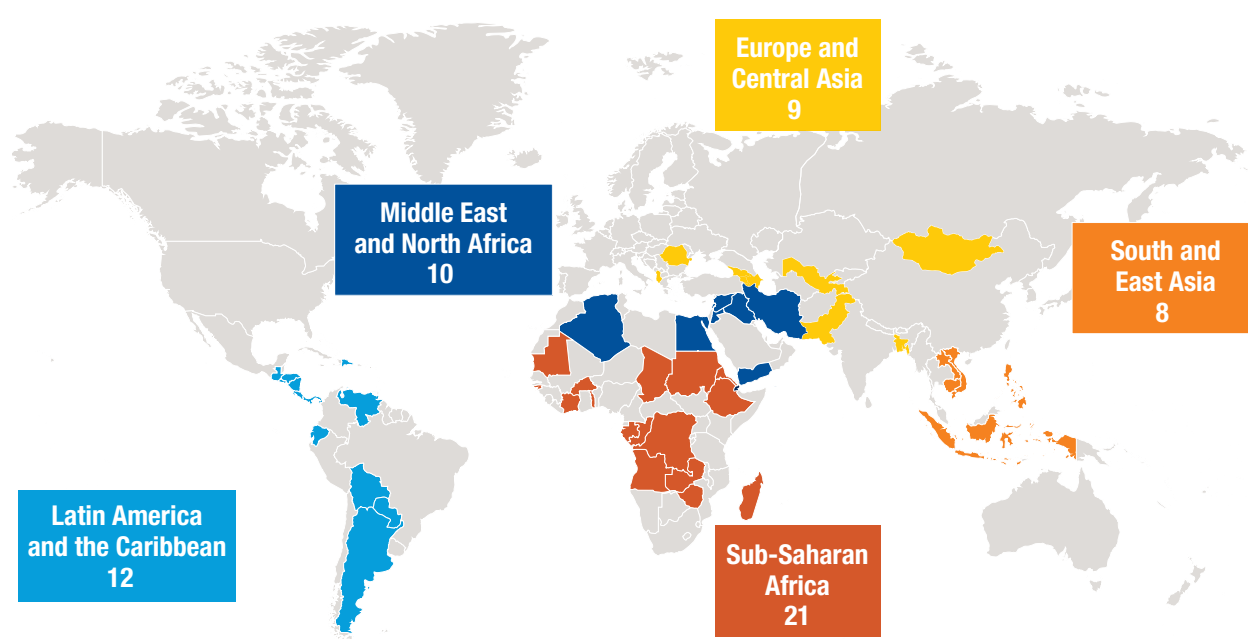 Europe and
Central Asia
9
Middle East
and North Africa
10
South and
East Asia
8
Latin America
and the Caribbean
12
Sub-Saharan
Africa
21